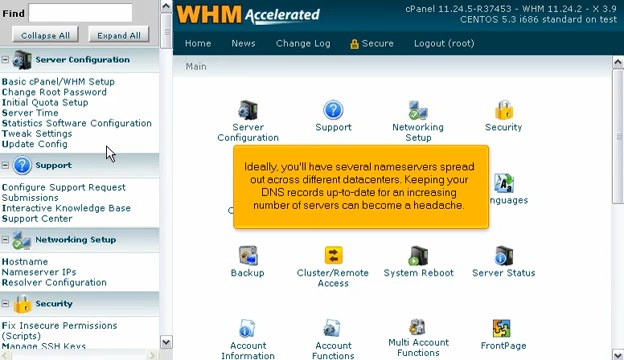 Find
Collapse All
Expand All
Server Configuration
Basic cPanel/WHM Setup
Change Root Password
Initial Quota Setup
Server Time
Statistics Software Configuration
Tweak Settings
Update Config
Support
Configure Support Request
Submissions
Interactive Knowledge Base
Support Center
Networking Setup
Hostname
Nameserver IPs
Resolver Configuration
Security
Fix Insecure Permissions
(Scripts)
Manage SSH Keys
WHM Accelerated
cPanel 11.24.5-R37453 - WHM 11.24.2 - X 3.9
CENTOS 5.3 i686 standard on test
Home
News
Change Log
Secure
Logout (root)
Main
Server
Configuration
Support
Networking
Setup
Security
Ideally, you'll have several nameservers spread
out across different datacenters. Keeping your
DNS records up-to-date for an increasing
number of servers can become a headache.
Backup
Cluster/Remote
Access
System Reboot
Server Status
Account
Information
Account
Functions
Multi Account
Functions
FrontPage